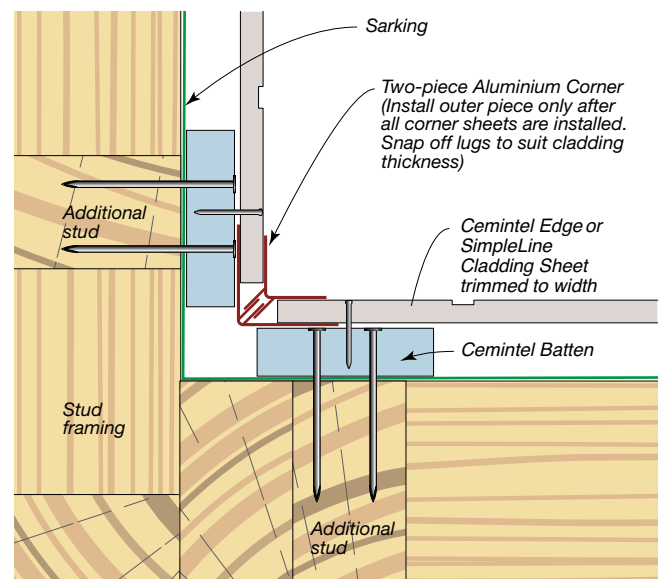 Sarking
Two-piece Aluminium Corner
(Install outer piece only after
all corner sheets are installed.
Snap off lugs to suit cladding
thickness)
Additional
stud
Cemintel Edge or
SimpleLine
Cladding Sheet
trimmed to width
Cemintel Batten
Stud
framing
Additional
stud